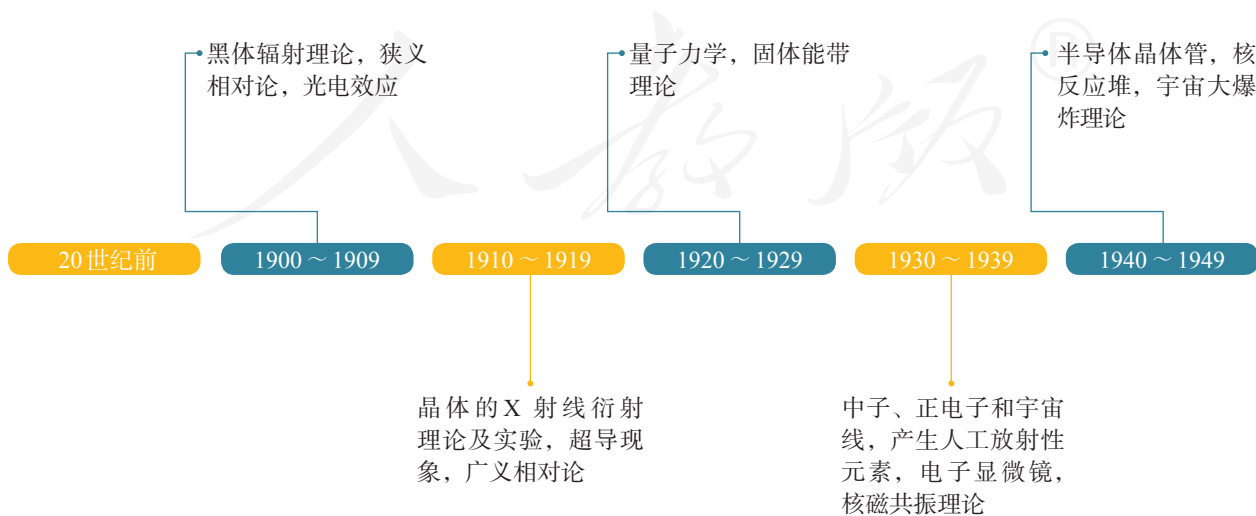 黑体辐射理论，狭义
相对论，光电效应
量子力学，固体能带
理论
半导体晶体管，核
反应堆，宇宙大爆
炸理论
20世纪前
1900～1909
1910～1919
1920～1929
1930～1939
1940～1949
晶体的X 射线衍射
理论及实验，超导现
象，广义相对论
中子、正电子和宇宙
线，产生人工放射性
元素，电子显微镜，
核磁共振理论
人教版®